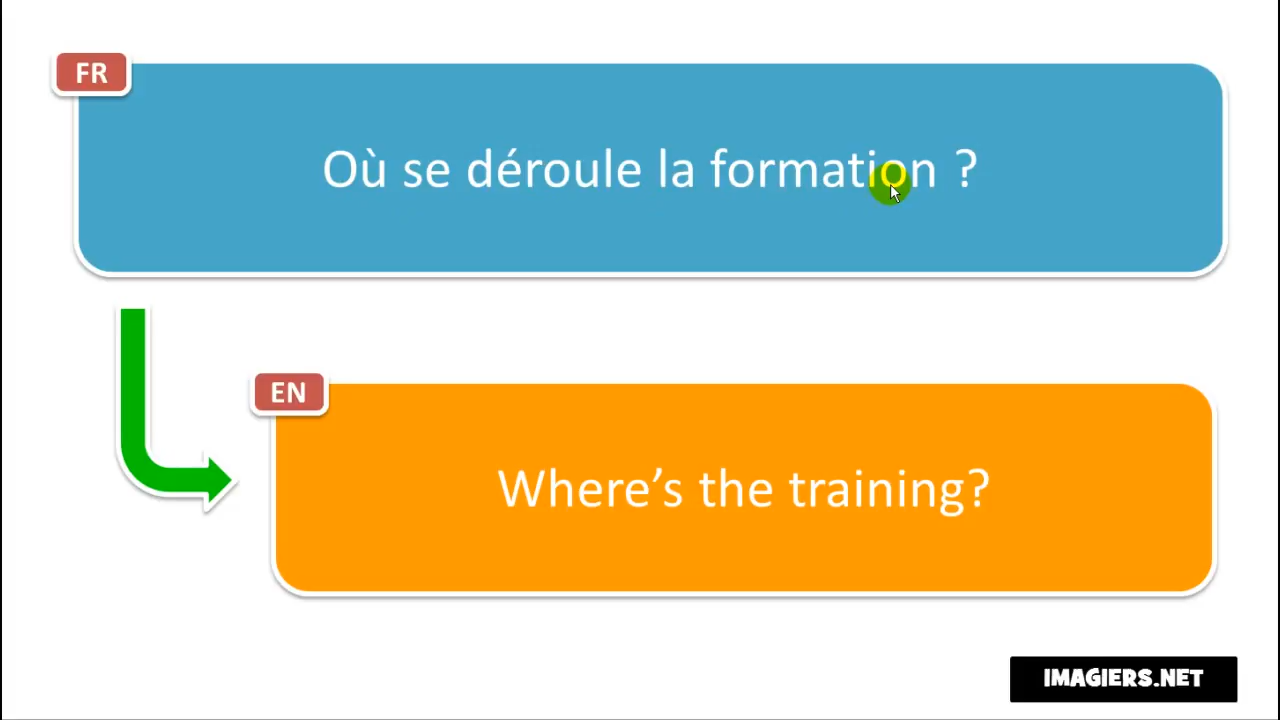 FR
Où se déroule la formation ?
EN
Where’s the training?
IMAGIERS.NET